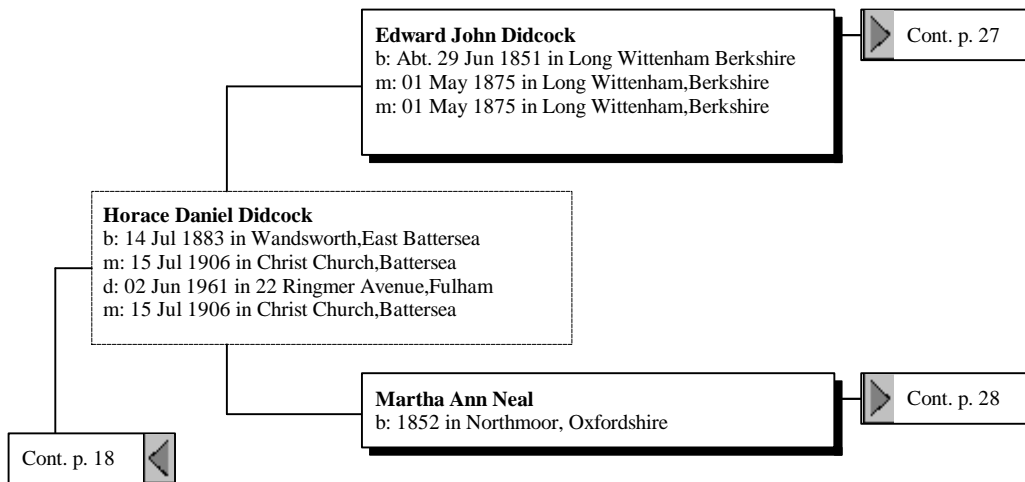 Edward John Didcock
b: Abt. 29 Jun 1851 in Long Wittenham Berkshire
m: 01 May 1875 in Long Wittenham,Berkshire
m: 01 May 1875 in Long Wittenham,Berkshire
Cont. p. 27
Horace Daniel Didcock
b: 14 Jul 1883 in Wandsworth,East Battersea
m: 15 Jul 1906 in Christ Church,Battersea
d: 02 Jun 1961 in 22 Ringmer Avenue,Fulham
m: 15 Jul 1906 in Christ Church,Battersea
Martha Ann Neal
b: 1852 in Northmoor, Oxfordshire
Cont. p. 28
Cont. p. 18